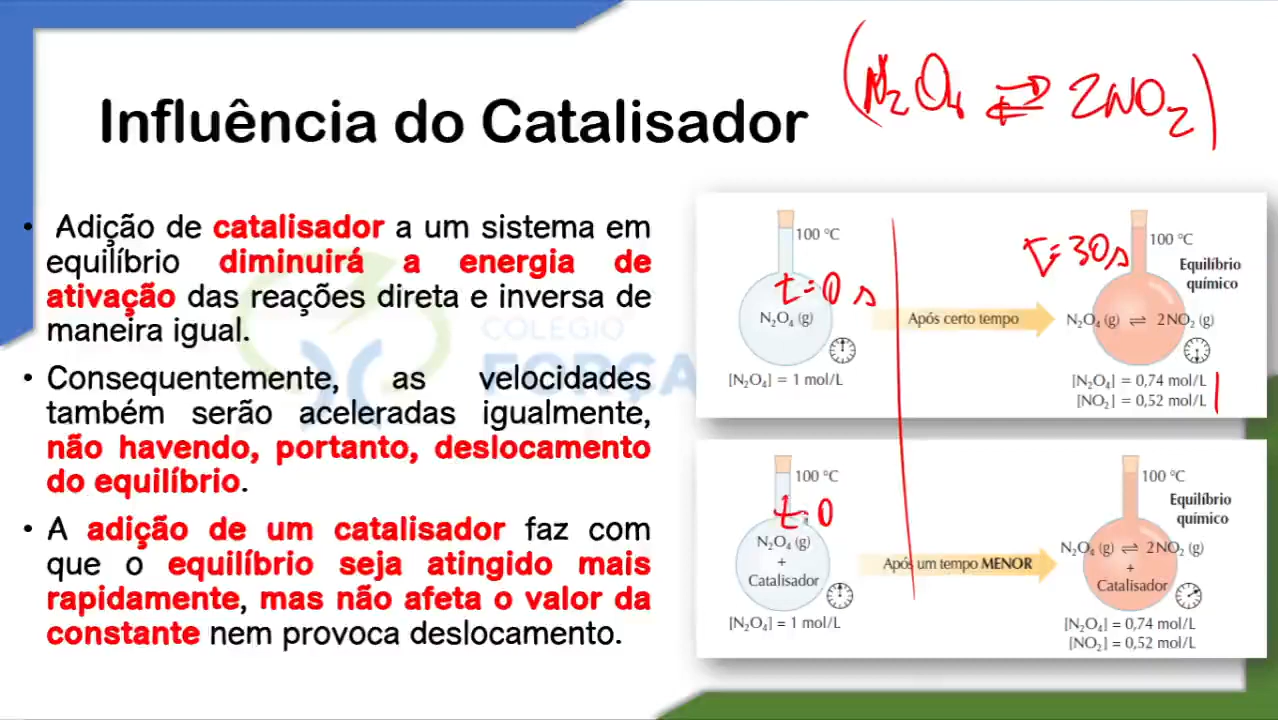 (N₂O₄ ⇄ 2NO₂)
Influência do Catalisador
• Adição de catalisador a um sistema em
equilíbrio diminuirá a energia de
ativação das reações direta e inversa de
maneira igual.
• Consequentemente, as velocidades
também serão aceleradas igualmente,
não havendo, portanto, deslocamento
do equilíbrio.
• A adição de um catalisador faz com
que o equilíbrio seja atingido mais
rapidamente, mas não afeta o valor da
constante nem provoca deslocamento.
COLÉGIO
FORÇA
100 °C
t=0 s
N₂O₄ (g)
[N₂O₄] = 1 mol/L
Após certo tempo
30s
100 °C
Equilíbrio
químico
N₂O₄ (g) ⇌ 2NO₂ (g)
[N₂O₄] = 0,74 mol/L
[NO₂] = 0,52 mol/L
100 °C
t=0
N₂O₄ (g)
+
Catalisador
[N₂O₄] = 1 mol/L
Após um tempo MENOR
100 °C
Equilíbrio
químico
N₂O₄ (g) ⇌ 2NO₂ (g)
+
Catalisador
[N₂O₄] = 0,74 mol/L
[NO₂] = 0,52 mol/L